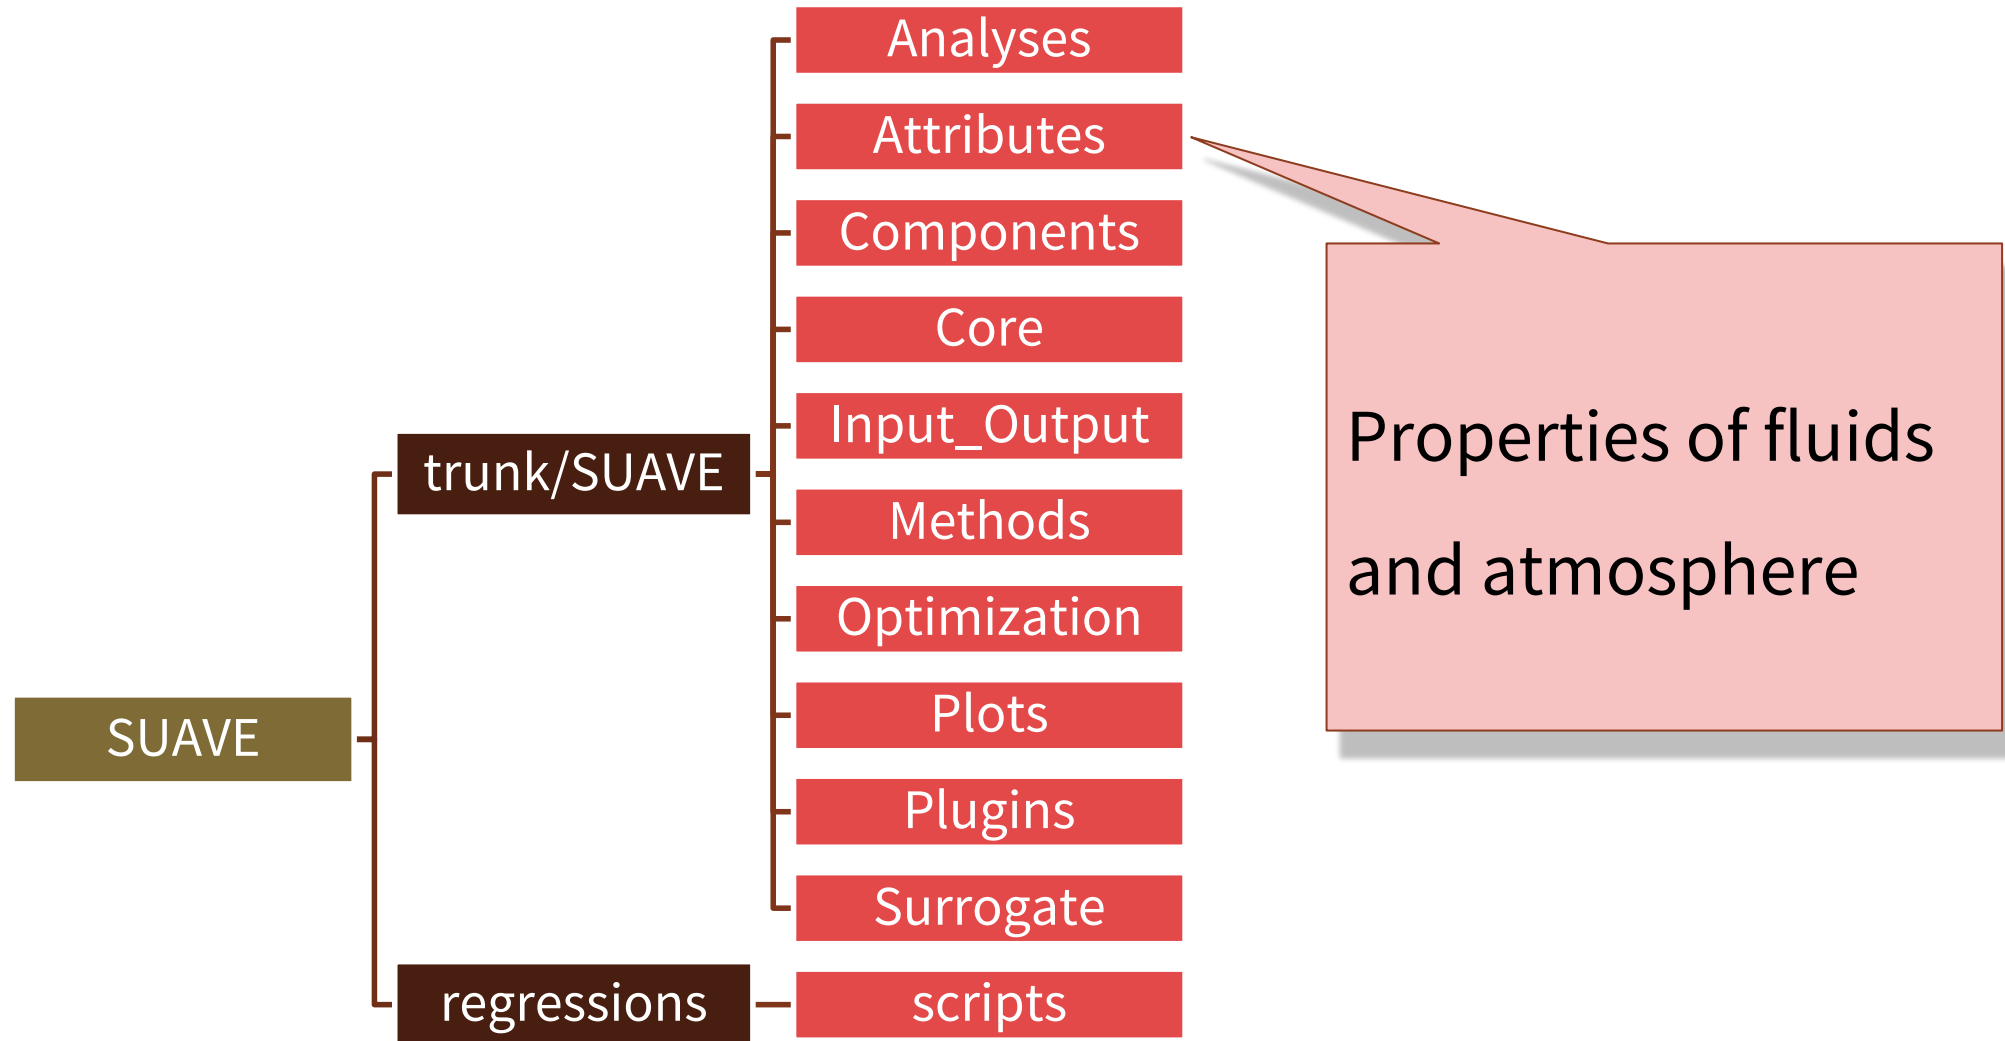 SUAVE
trunk/SUAVE
Analyses
Attributes
Components
Core
Input_Output
Methods
Optimization
Plots
Plugins
Surrogate
regressions
scripts
Properties of fluids
and atmosphere